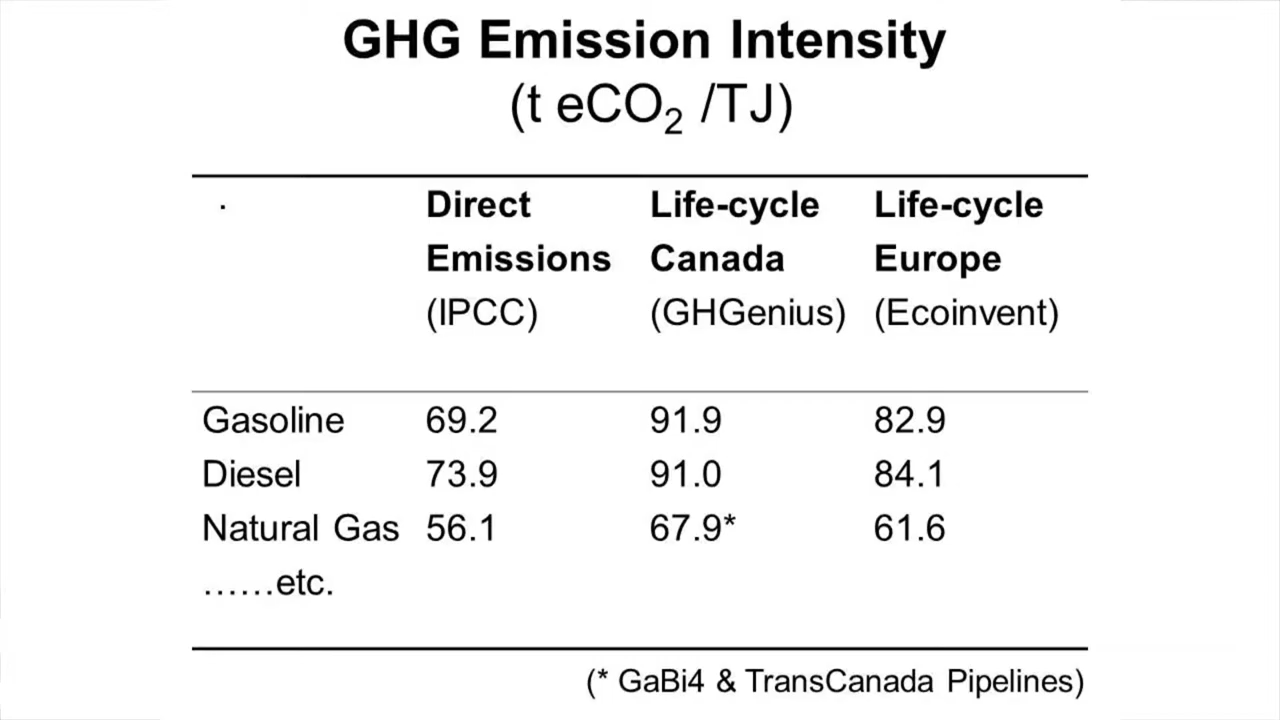 GHG Emission Intensity
(t eCO₂ /TJ)
. Direct Emissions (IPCC) Life-cycle Canada (GHGenius) Life-cycle Europe (Ecoinvent)
Gasoline 69.2 91.9 82.9
Diesel 73.9 91.0 84.1
Natural Gas 56.1 67.9* 61.6
……etc.
(* GaBi4 & TransCanada Pipelines)